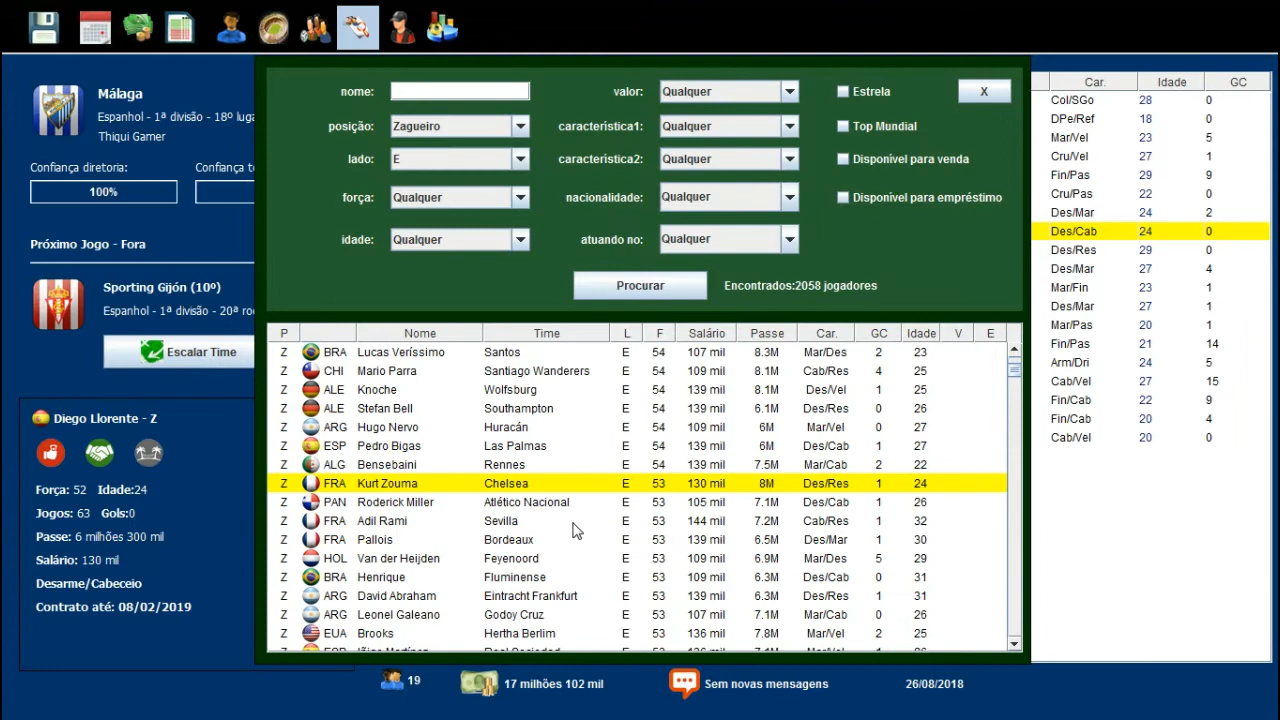 Málaga
Espanhol - 1ª divisão - 18º luga
Thiqui Gamer
Confiança diretoria:
Confiança to
100%
Próximo Jogo - Fora
Sporting Gijón (10º)
Espanhol - 1ª divisão - 20ª ro
Escalar Time
Diego Llorente - Z
Força: 52 Idade:24
Jogos: 63 Gols:0
Passe: 6 milhões 300 mil
Salário: 130 mil
Desarme/Cabeceio
Contrato até: 08/02/2019
nome:
valor: Qualquer
Estrela
X
posição: Zagueiro
característica1: Qualquer
Top Mundial
lado: E
característica2: Qualquer
Disponível para venda
força: Qualquer
nacionalidade: Qualquer
Disponível para empréstimo
idade: Qualquer
atuando no: Qualquer
Procurar
Encontrados:2058 jogadores
P Nome Time L F Salário Passe Car. GC Idade V E
Z BRA Lucas Veríssimo Santos E 54 107 mil 8.3M Mar/Des 2 23
Z CHI Mario Parra Santiago Wanderers E 54 109 mil 8.1M Cab/Res 4 25
Z ALE Knoche Wolfsburg E 54 139 mil 8.1M Des/Vel 1 25
Z ALE Stefan Bell Southampton E 54 139 mil 6.1M Des/Res 0 26
Z ARG Hugo Nervo Huracán E 54 109 mil 6M Mar/Vel 0 27
Z ESP Pedro Bigas Las Palmas E 54 139 mil 6M Des/Cab 1 27
Z ALG Bensebaini Rennes E 54 139 mil 7.5M Mar/Cab 2 22
Z FRA Kurt Zouma Chelsea E 53 130 mil 8M Des/Res 1 24
Z PAN Roderick Miller Atlético Nacional E 53 105 mil 7.1M Des/Cab 1 26
Z FRA Adil Rami Sevilla E 53 144 mil 7.2M Cab/Res 1 32
Z FRA Pallois Bordeaux E 53 139 mil 6.5M Des/Mar 1 30
Z HOL Van der Heijden Feyenoord E 53 109 mil 6.9M Mar/Des 5 29
Z BRA Henrique Fluminense E 53 109 mil 6.3M Des/Cab 0 31
Z ARG David Abraham Eintracht Frankfurt E 53 139 mil 6.3M Des/Res 1 31
Z ARG Leonel Galeano Godoy Cruz E 53 107 mil 7.1M Mar/Cab 0 26
Z EUA Brooks Hertha Berlim E 53 136 mil 7.8M Mar/Vel 2 25
Car. Idade GC
Col/SGo 28 0
DPe/Ref 18 0
Mar/Vel 23 5
Cru/Vel 27 1
Fin/Pas 29 9
Cru/Pas 22 0
Des/Mar 24 2
Des/Cab 24 0
Des/Res 29 0
Des/Mar 27 4
Mar/Fin 23 1
Des/Mar 27 1
Mar/Pas 20 1
Fin/Pas 21 14
Arm/Dri 24 5
Cab/Vel 27 15
Fin/Cab 22 9
Fin/Cab 20 4
Cab/Vel 20 0
19
17 milhões 102 mil
Sem novas mensagens
26/08/2018